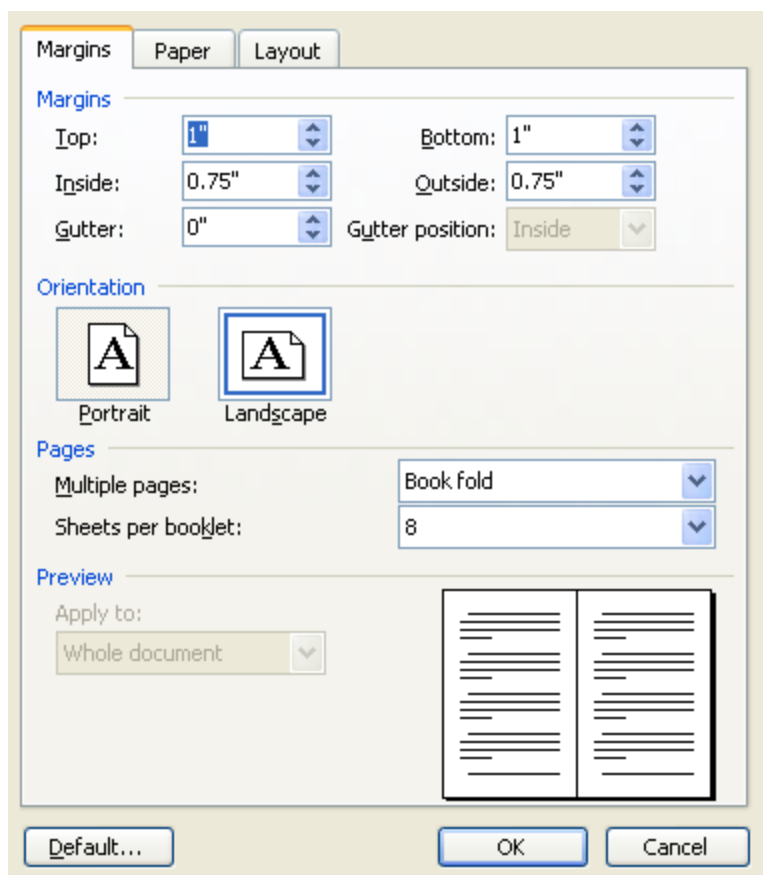 Margins Paper Layout
Margins
Top: 1" Bottom: 1"
Inside: 0.75" Outside: 0.75"
Gutter: 0" Gutter position: Inside
Orientation
A A
Portrait Landscape
Pages
Multiple pages: Book fold
Sheets per booklet: 8
Preview
Apply to:
Whole document
Default... OK Cancel